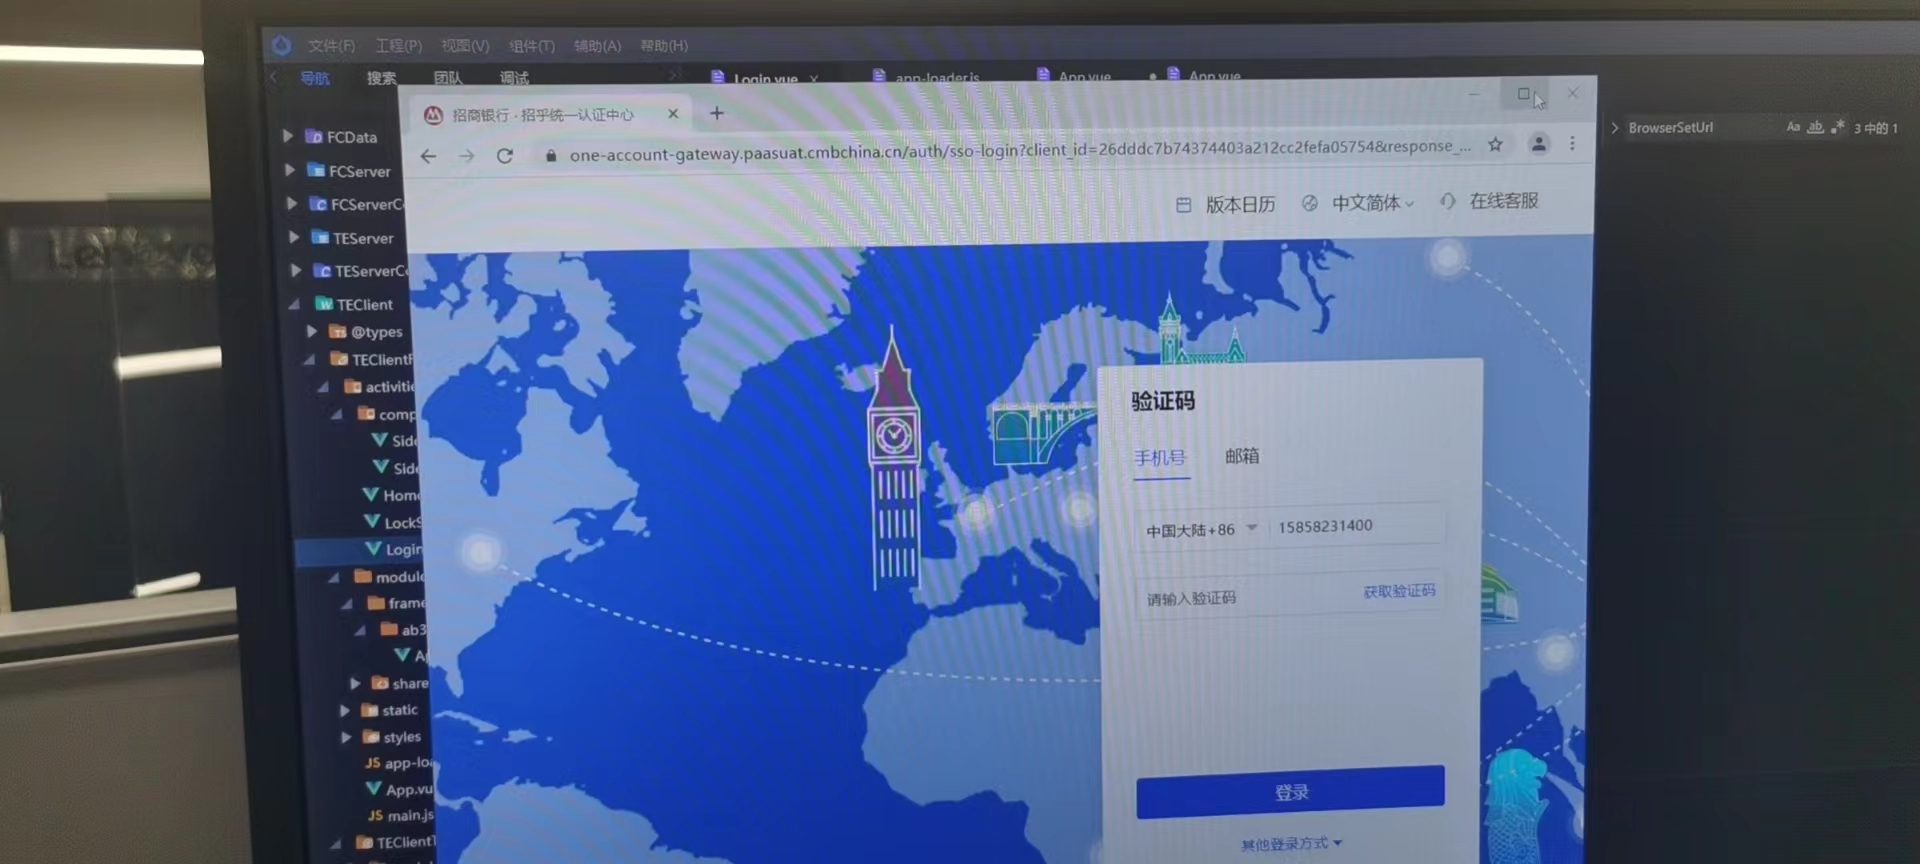 文件(F) 工程(P) 视图(V) 组件(T) 辅助(A) 帮助(H)
导航 搜索 团队 调试
Login.vue app-loader.js App.vue App.vue
招商银行 - 招乎统一认证中心
one-account-gateway.paasuat.cmbchina.cn/auth/sso-login?client_id=26dddc7b74374403a212cc2fefa05754&response_...
BrowserSetUrl Aa ab 3 中的 1
版本日历 中文简体 在线客服
FCData
FCServer
FCServerC
TEServer
TEServerC
TEClient
@types
TEClientF
activitie
comp
Side
Side
Home
LockS
Login
module
frame
ab3
A
share
static
styles
JS app-loa
App.vu
JS main.js
TEClientT
验证码
手机号 邮箱
中国大陆+86 15858231400
请输入验证码 获取验证码
登录
其他登录方式